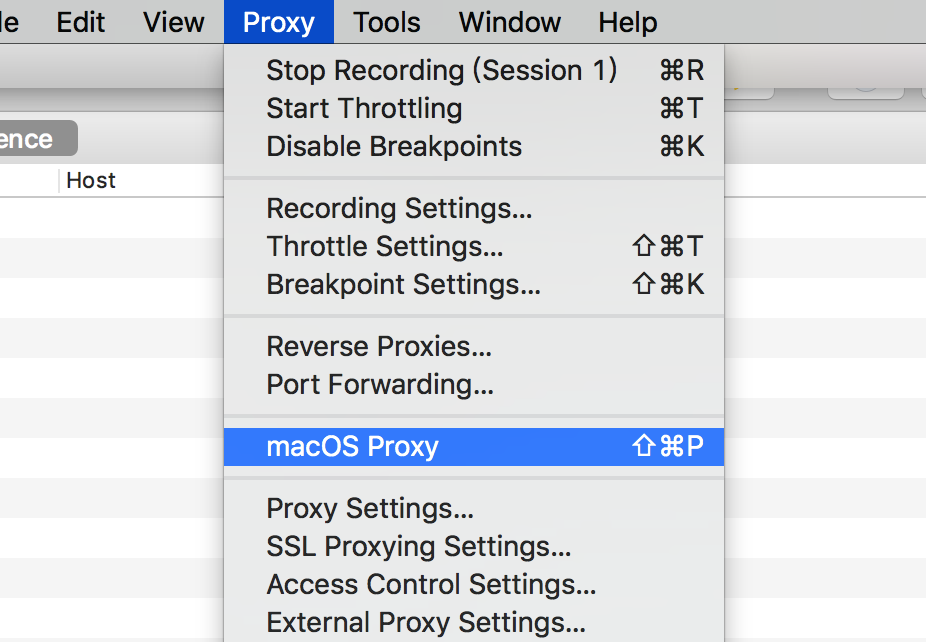 le Edit View Proxy Tools Window Help
Stop Recording (Session 1) ⌘R
Start Throttling ⌘T
Disable Breakpoints ⌘K
ence
Host
Recording Settings...
Throttle Settings... ⇧⌘T
Breakpoint Settings... ⇧⌘K
Reverse Proxies...
Port Forwarding...
macOS Proxy ⇧⌘P
Proxy Settings...
SSL Proxying Settings...
Access Control Settings...
External Proxy Settings...